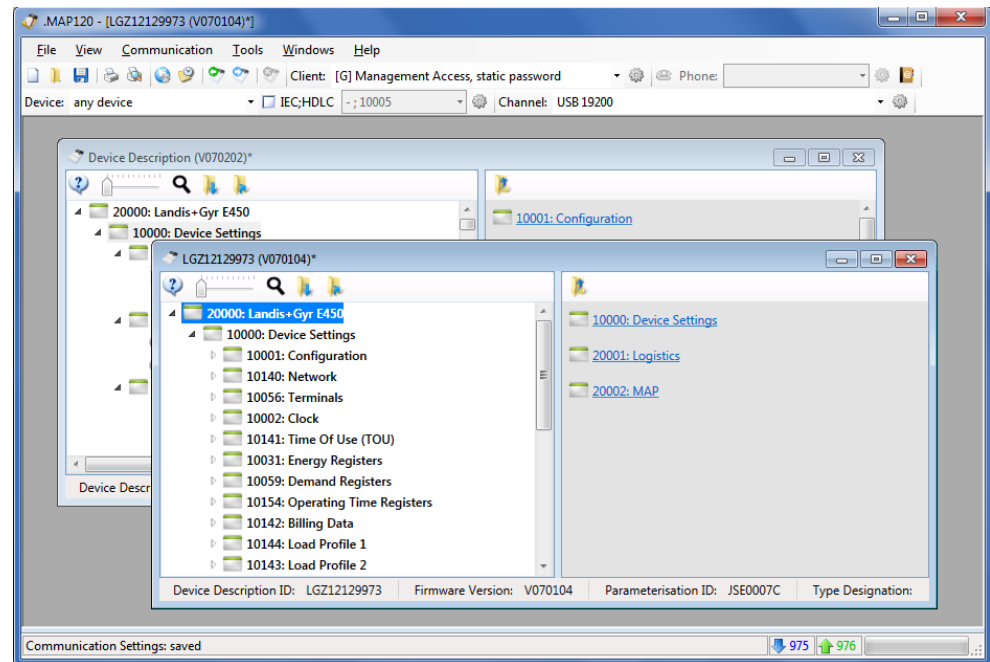 .MAP120 - [LGZ12129973 (V070104)*]
File View Communication Tools Windows Help
Client: [G] Management Access, static password Phone:
Device: any device IEC;HDLC - ; 10005 Channel: USB 19200
Device Description (V070202)*
20000: Landis+Gyr E450
10000: Device Settings
10001: Configuration
Device Descr
LGZ12129973 (V070104)*
20000: Landis+Gyr E450
10000: Device Settings
10001: Configuration
10140: Network
10056: Terminals
10002: Clock
10141: Time Of Use (TOU)
10031: Energy Registers
10059: Demand Registers
10154: Operating Time Registers
10142: Billing Data
10144: Load Profile 1
10143: Load Profile 2
10000: Device Settings
20001: Logistics
20002: MAP
Device Description ID: LGZ12129973 Firmware Version: V070104 Parameterisation ID: JSE0007C Type Designation:
Communication Settings: saved 975 976